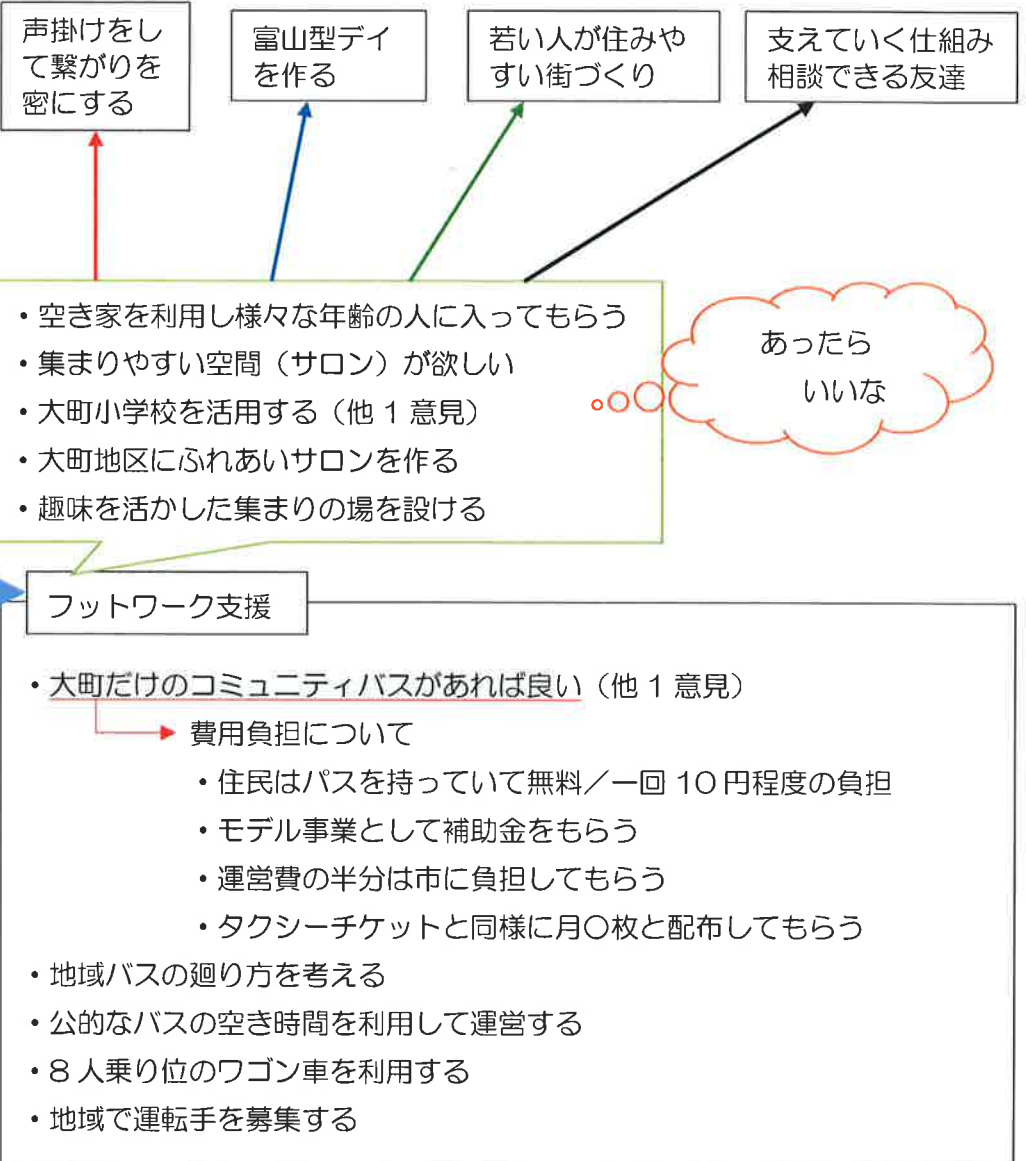 声掛けをし
て繋がりを
密にする
富山型デイ
を作る
若い人が住みや
すい街づくり
支えていく仕組み
相談できる友達
・空き家を利用し様々な年齢の人に入ってもらう
・集まりやすい空間（サロン）が欲しい
・大町小学校を活用する（他1意見）
・大町地区にふれあいサロンを作る
・趣味を活かした集まりの場を設ける
あったら
いいな
フットワーク支援
・大町だけのコミュニティバスがあれば良い（他1意見）
費用負担について
・住民はパスを持っていて無料／一回10円程度の負担
・モデル事業として補助金をもらう
・運営費の半分は市に負担してもらう
・タクシーチケットと同様に月〇枚と配布してもらう
・地域バスの廻り方を考える
・公的なバスの空き時間を利用して運営する
・8人乗り位のワゴン車を利用する
・地域で運転手を募集する